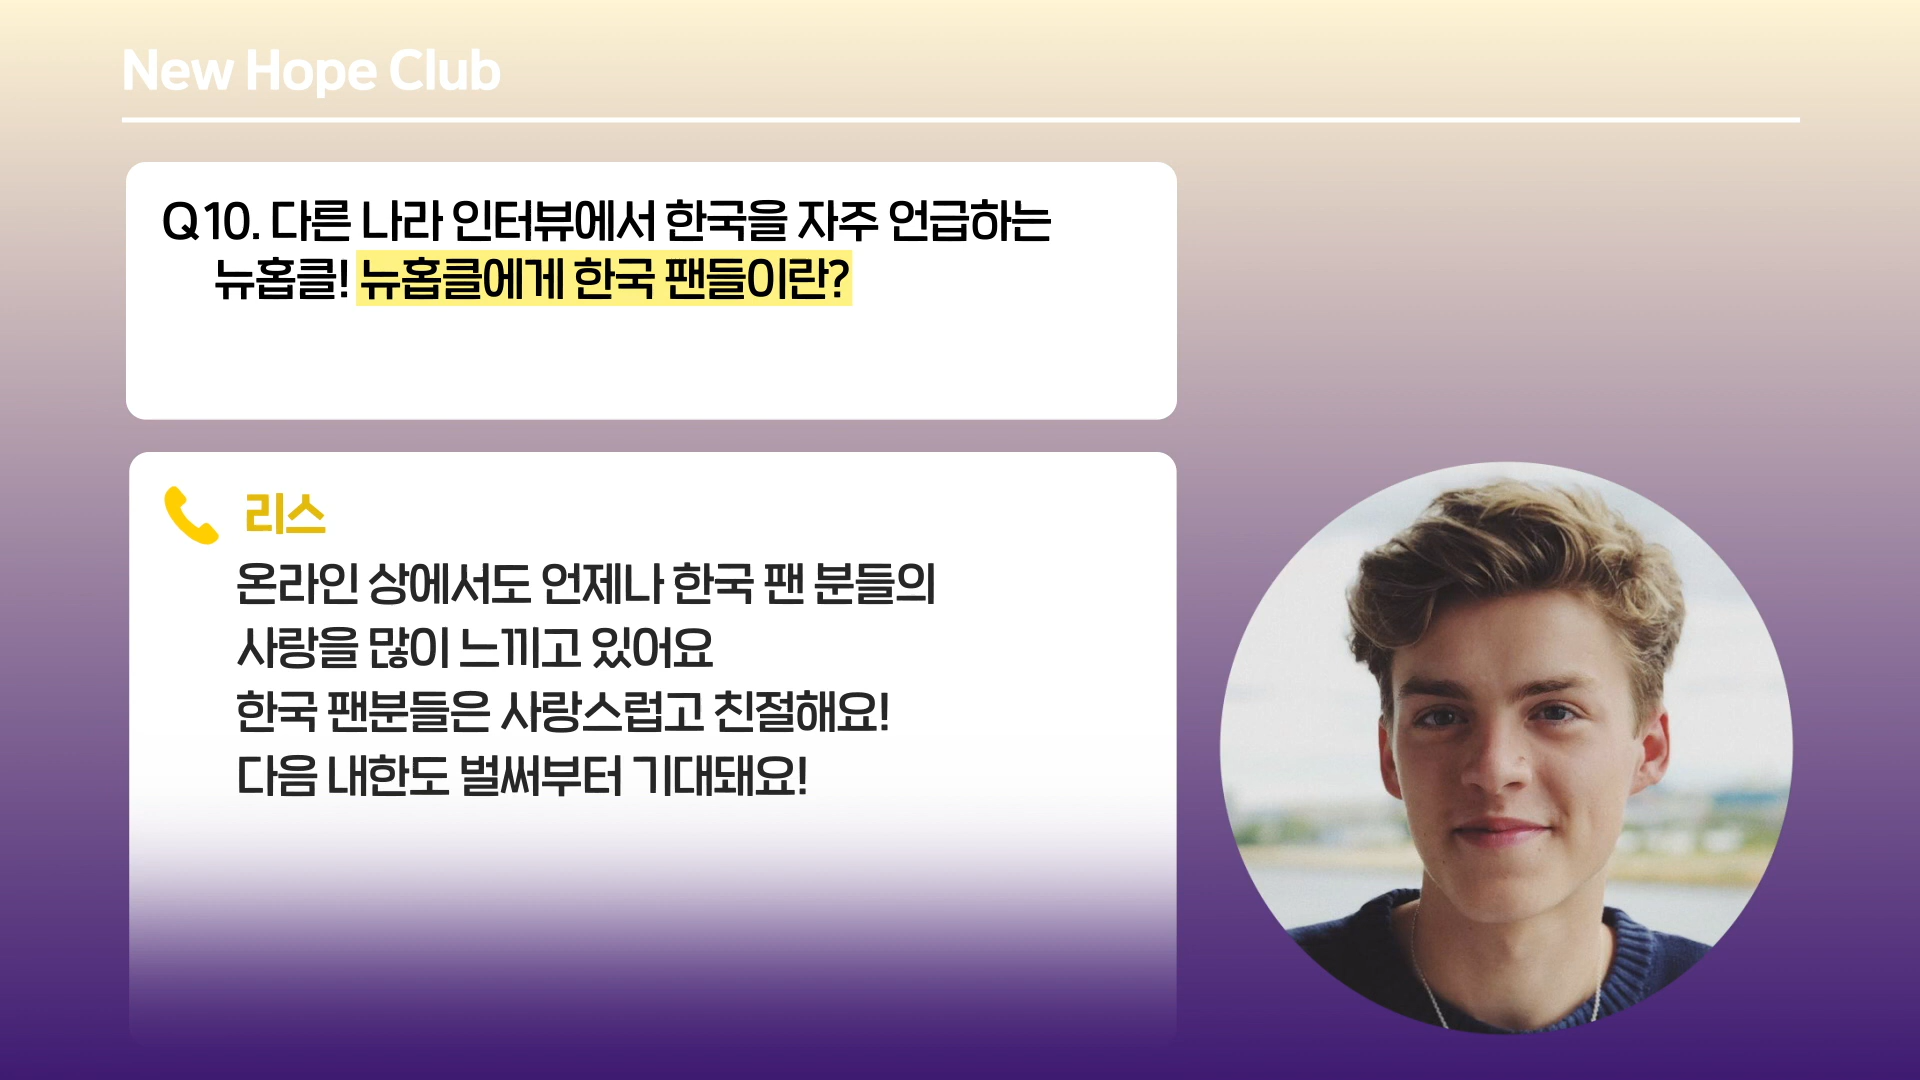 New Hope Club
Q10. 다른 나라 인터뷰에서 한국을 자주 언급하는
뉴홉클! 뉴홉클에게 한국 팬들이란?
리스
온라인 상에서도 언제나 한국 팬 분들의
사랑을 많이 느끼고 있어요
한국 팬분들은 사랑스럽고 친절해요!
다음 내한도 벌써부터 기대돼요!